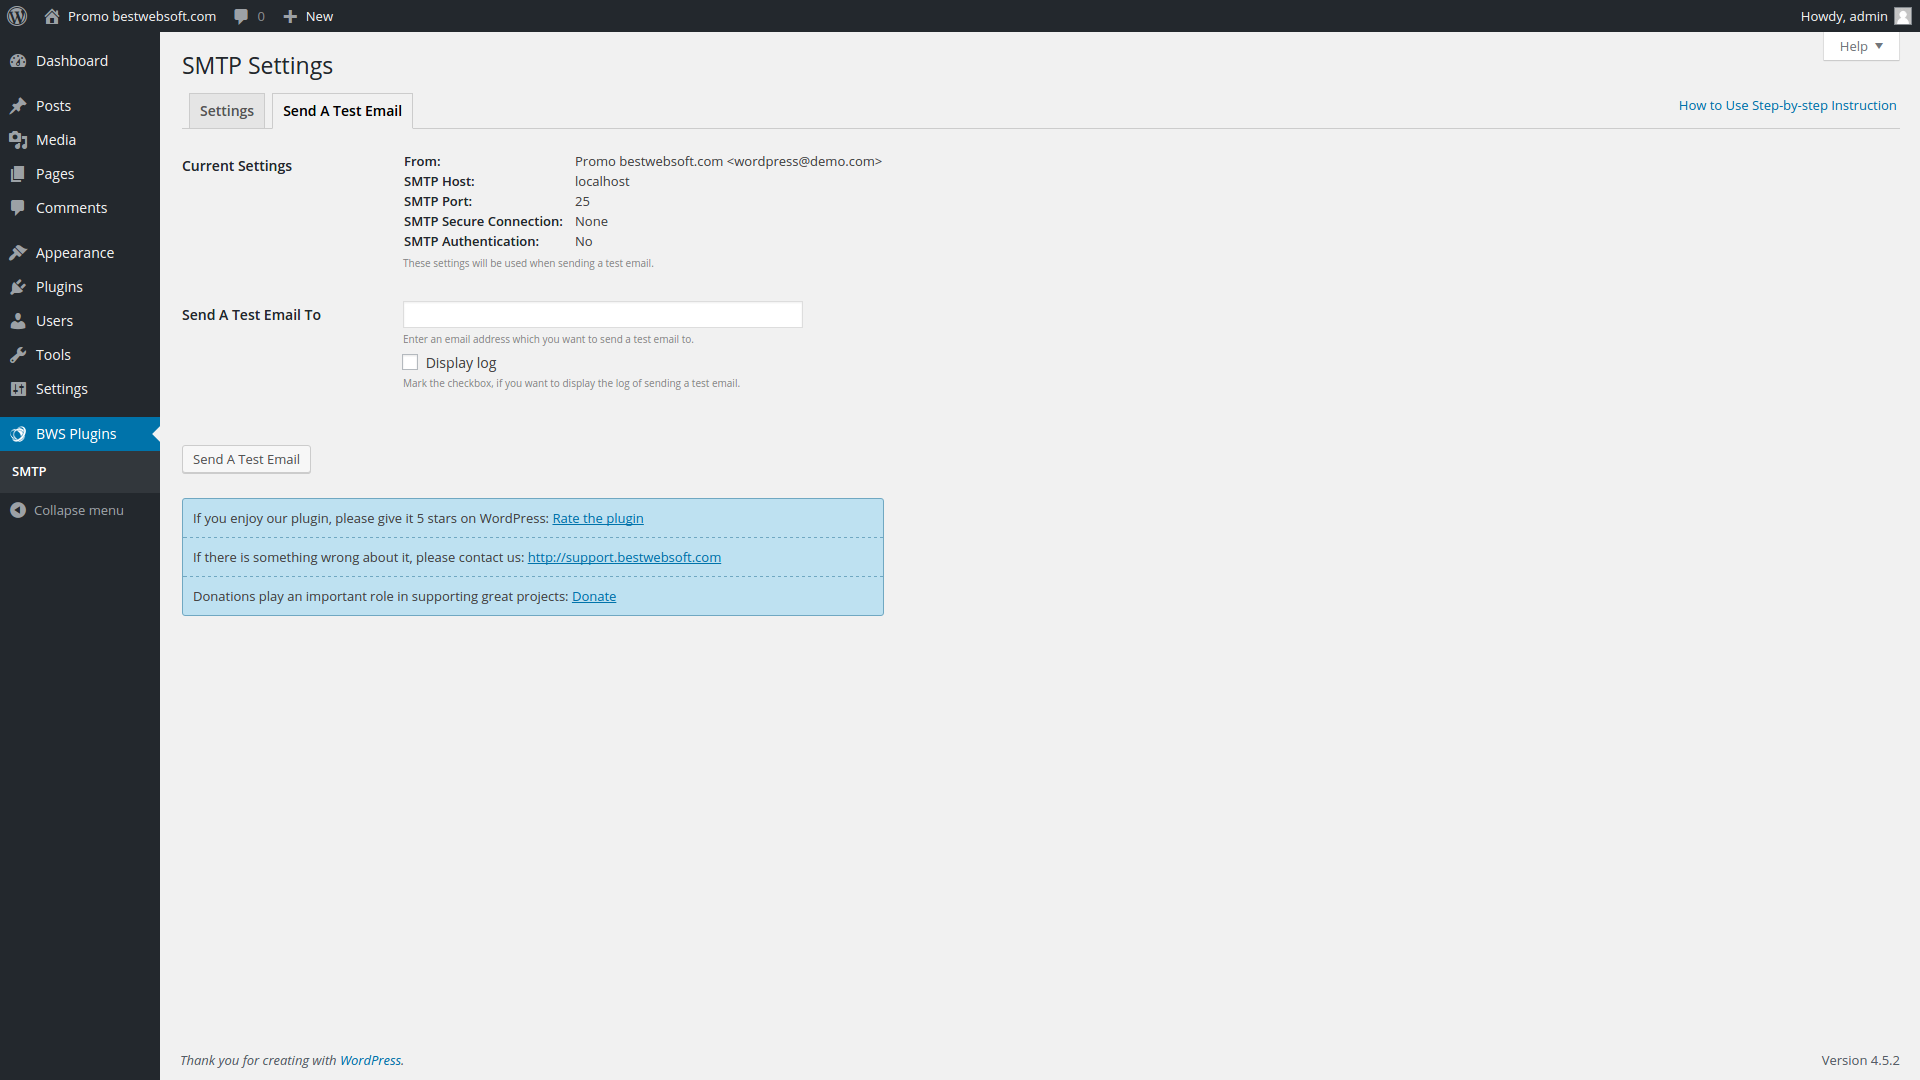 Promo bestwebsoft.com 0 New Howdy, admin
Help
Dashboard
Posts
Media
Pages
Comments
Appearance
Plugins
Users
Tools
Settings
BWS Plugins
SMTP
Collapse menu
SMTP Settings
Settings Send A Test Email
How to Use Step-by-step Instruction
Current Settings
From: Promo bestwebsoft.com <wordpress@demo.com>
SMTP Host: localhost
SMTP Port: 25
SMTP Secure Connection: None
SMTP Authentication: No
These settings will be used when sending a test email.
Send A Test Email To
Enter an email address which you want to send a test email to.
Display log
Mark the checkbox, if you want to display the log of sending a test email.
Send A Test Email
If you enjoy our plugin, please give it 5 stars on WordPress: Rate the plugin
If there is something wrong about it, please contact us: http://support.bestwebsoft.com
Donations play an important role in supporting great projects: Donate
Thank you for creating with WordPress.
Version 4.5.2